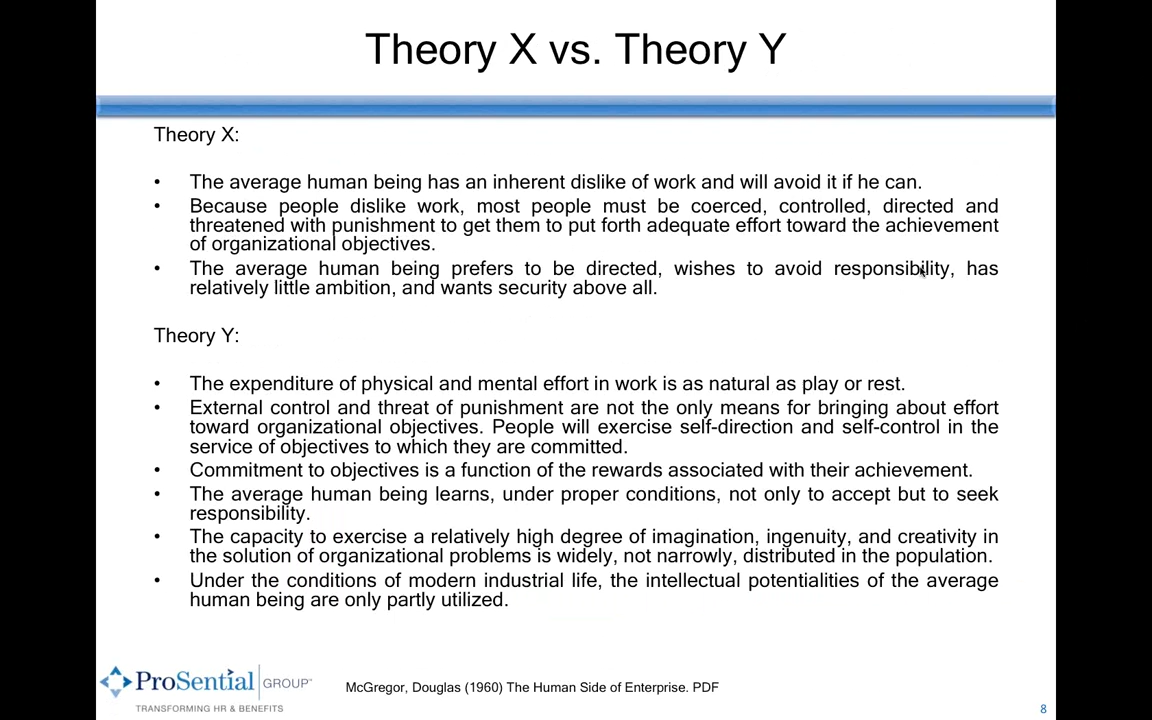 Theory X vs. Theory Y
Theory X:
• The average human being has an inherent dislike of work and will avoid it if he can.
• Because people dislike work, most people must be coerced, controlled, directed and
threatened with punishment to get them to put forth adequate effort toward the achievement
of organizational objectives.
• The average human being prefers to be directed, wishes to avoid responsibility, has
relatively little ambition, and wants security above all.
Theory Y:
• The expenditure of physical and mental effort in work is as natural as play or rest.
• External control and threat of punishment are not the only means for bringing about effort
toward organizational objectives. People will exercise self-direction and self-control in the
service of objectives to which they are committed.
• Commitment to objectives is a function of the rewards associated with their achievement.
• The average human being learns, under proper conditions, not only to accept but to seek
responsibility.
• The capacity to exercise a relatively high degree of imagination, ingenuity, and creativity in
the solution of organizational problems is widely, not narrowly, distributed in the population.
• Under the conditions of modern industrial life, the intellectual potentialities of the average
human being are only partly utilized.
ProSential GROUP™
TRANSFORMING HR & BENEFITS
McGregor, Douglas (1960) The Human Side of Enterprise. PDF
8